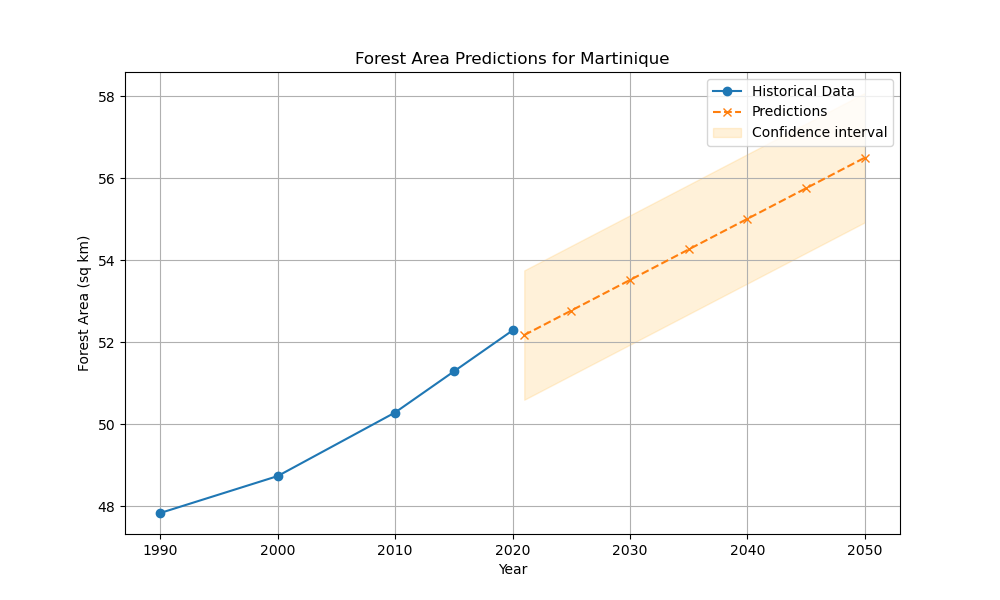 Forest Area Predictions for Martinique
Historical Data
Predictions
Confidence interval
58
56
54
52
50
48
Forest Area (sq km)
1990 2000 2010 2020 2030 2040 2050
Year